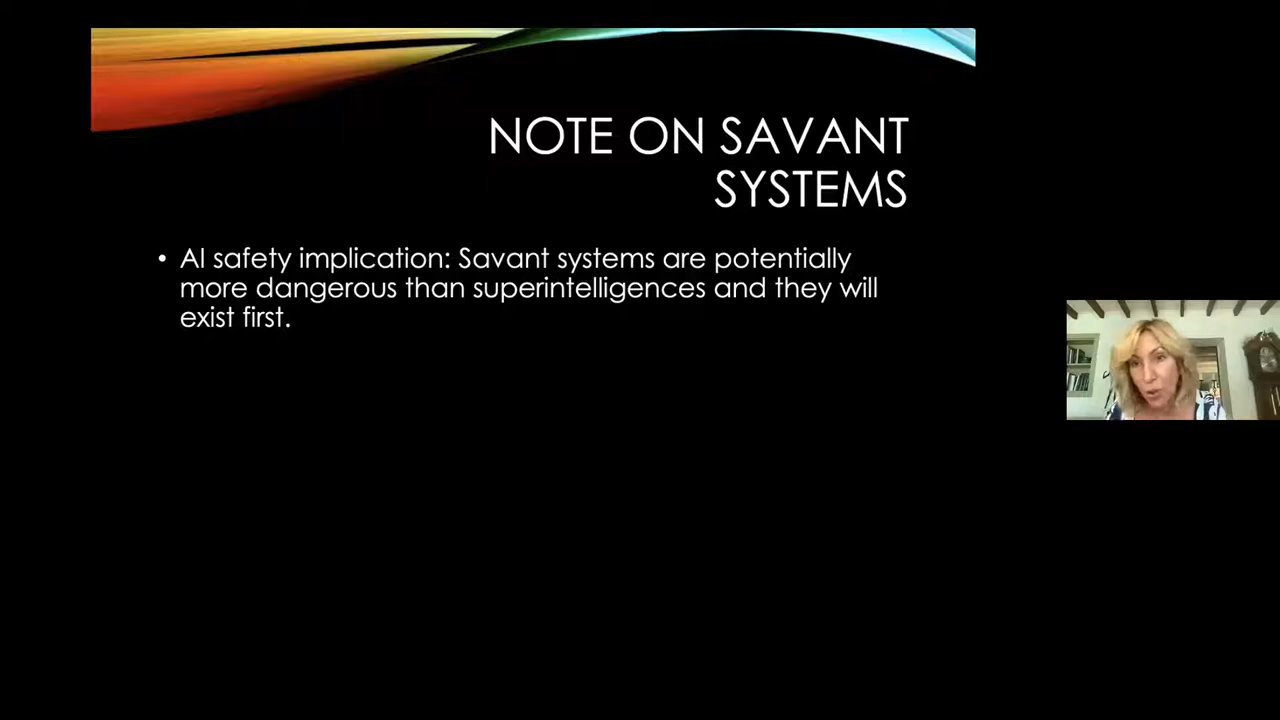 NOTE ON SAVANT
SYSTEMS
• AI safety implication: Savant systems are potentially
more dangerous than superintelligences and they will
exist first.